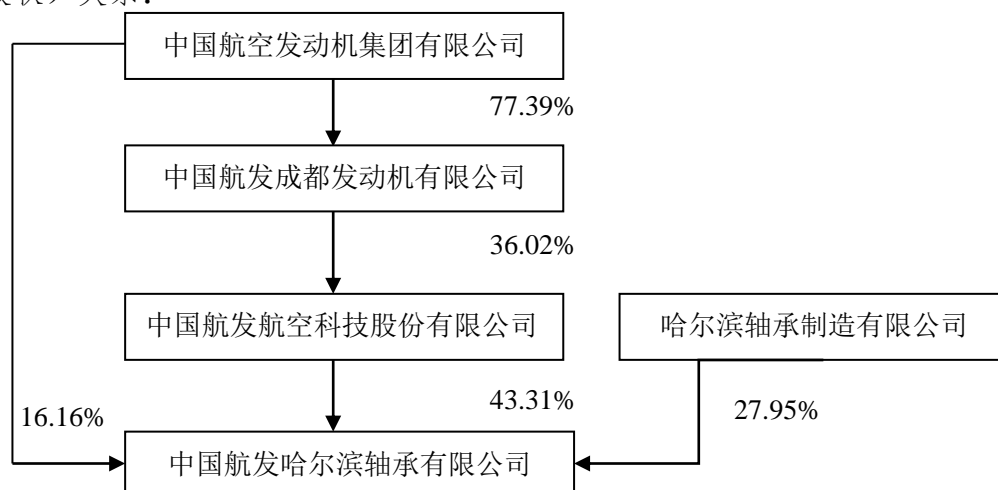 中国航空发动机集团有限公司
77.39%
中国航发成都发动机有限公司
36.02%
中国航发航空科技股份有限公司
哈尔滨轴承制造有限公司
43.31%
27.95%
16.16%
中国航发哈尔滨轴承有限公司